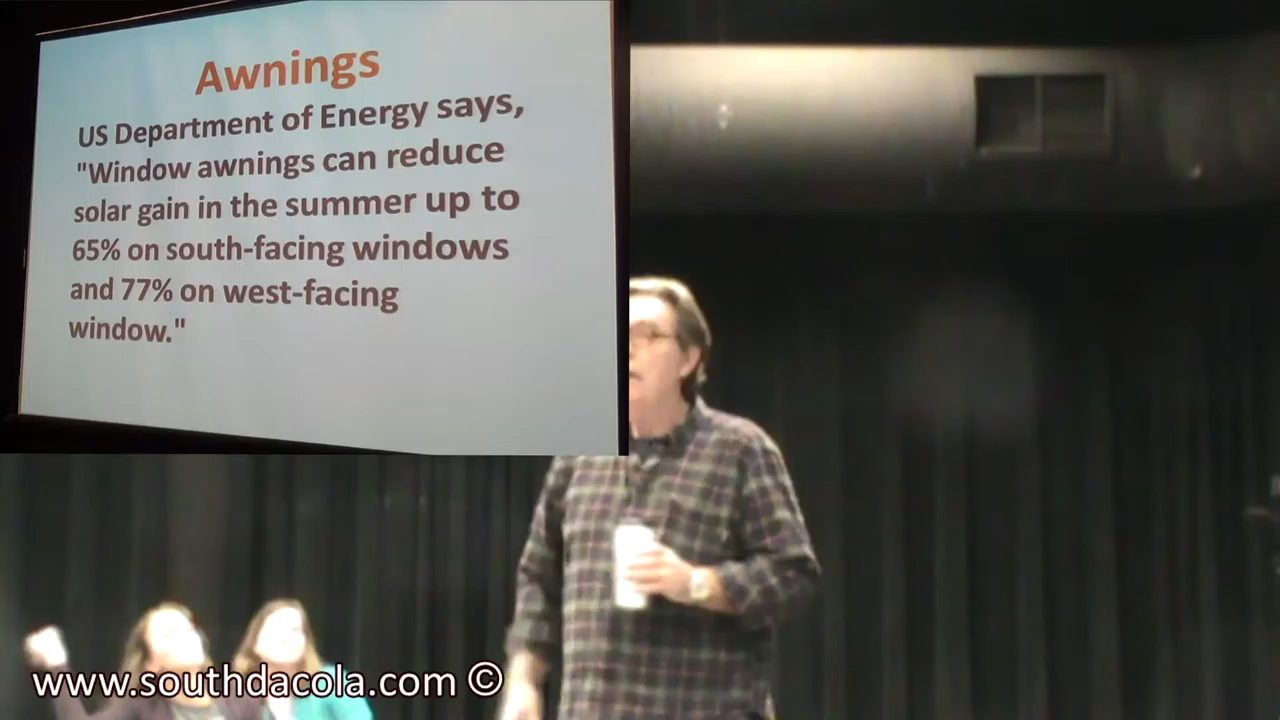 Awnings
US Department of Energy says,
"Window awnings can reduce
solar gain in the summer up to
65% on south-facing windows
and 77% on west-facing
window."
www.southdacola.com ©